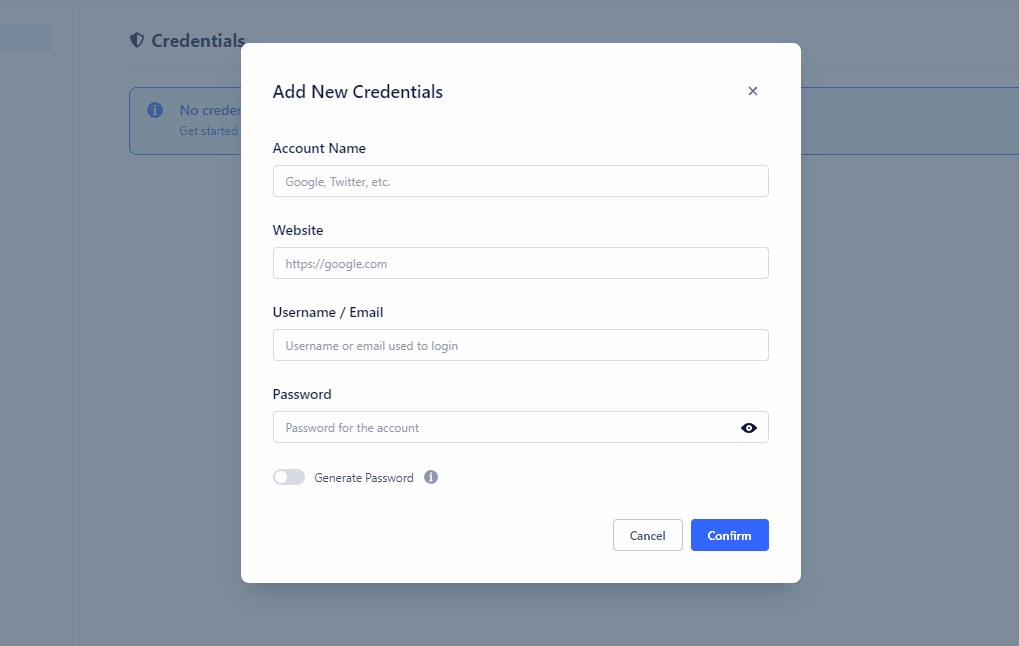 Credentials
No creden
Get started
Add New Credentials
Account Name
Google, Twitter, etc.
Website
https://google.com
Username / Email
Username or email used to login
Password
Password for the account
Generate Password
Cancel
Confirm